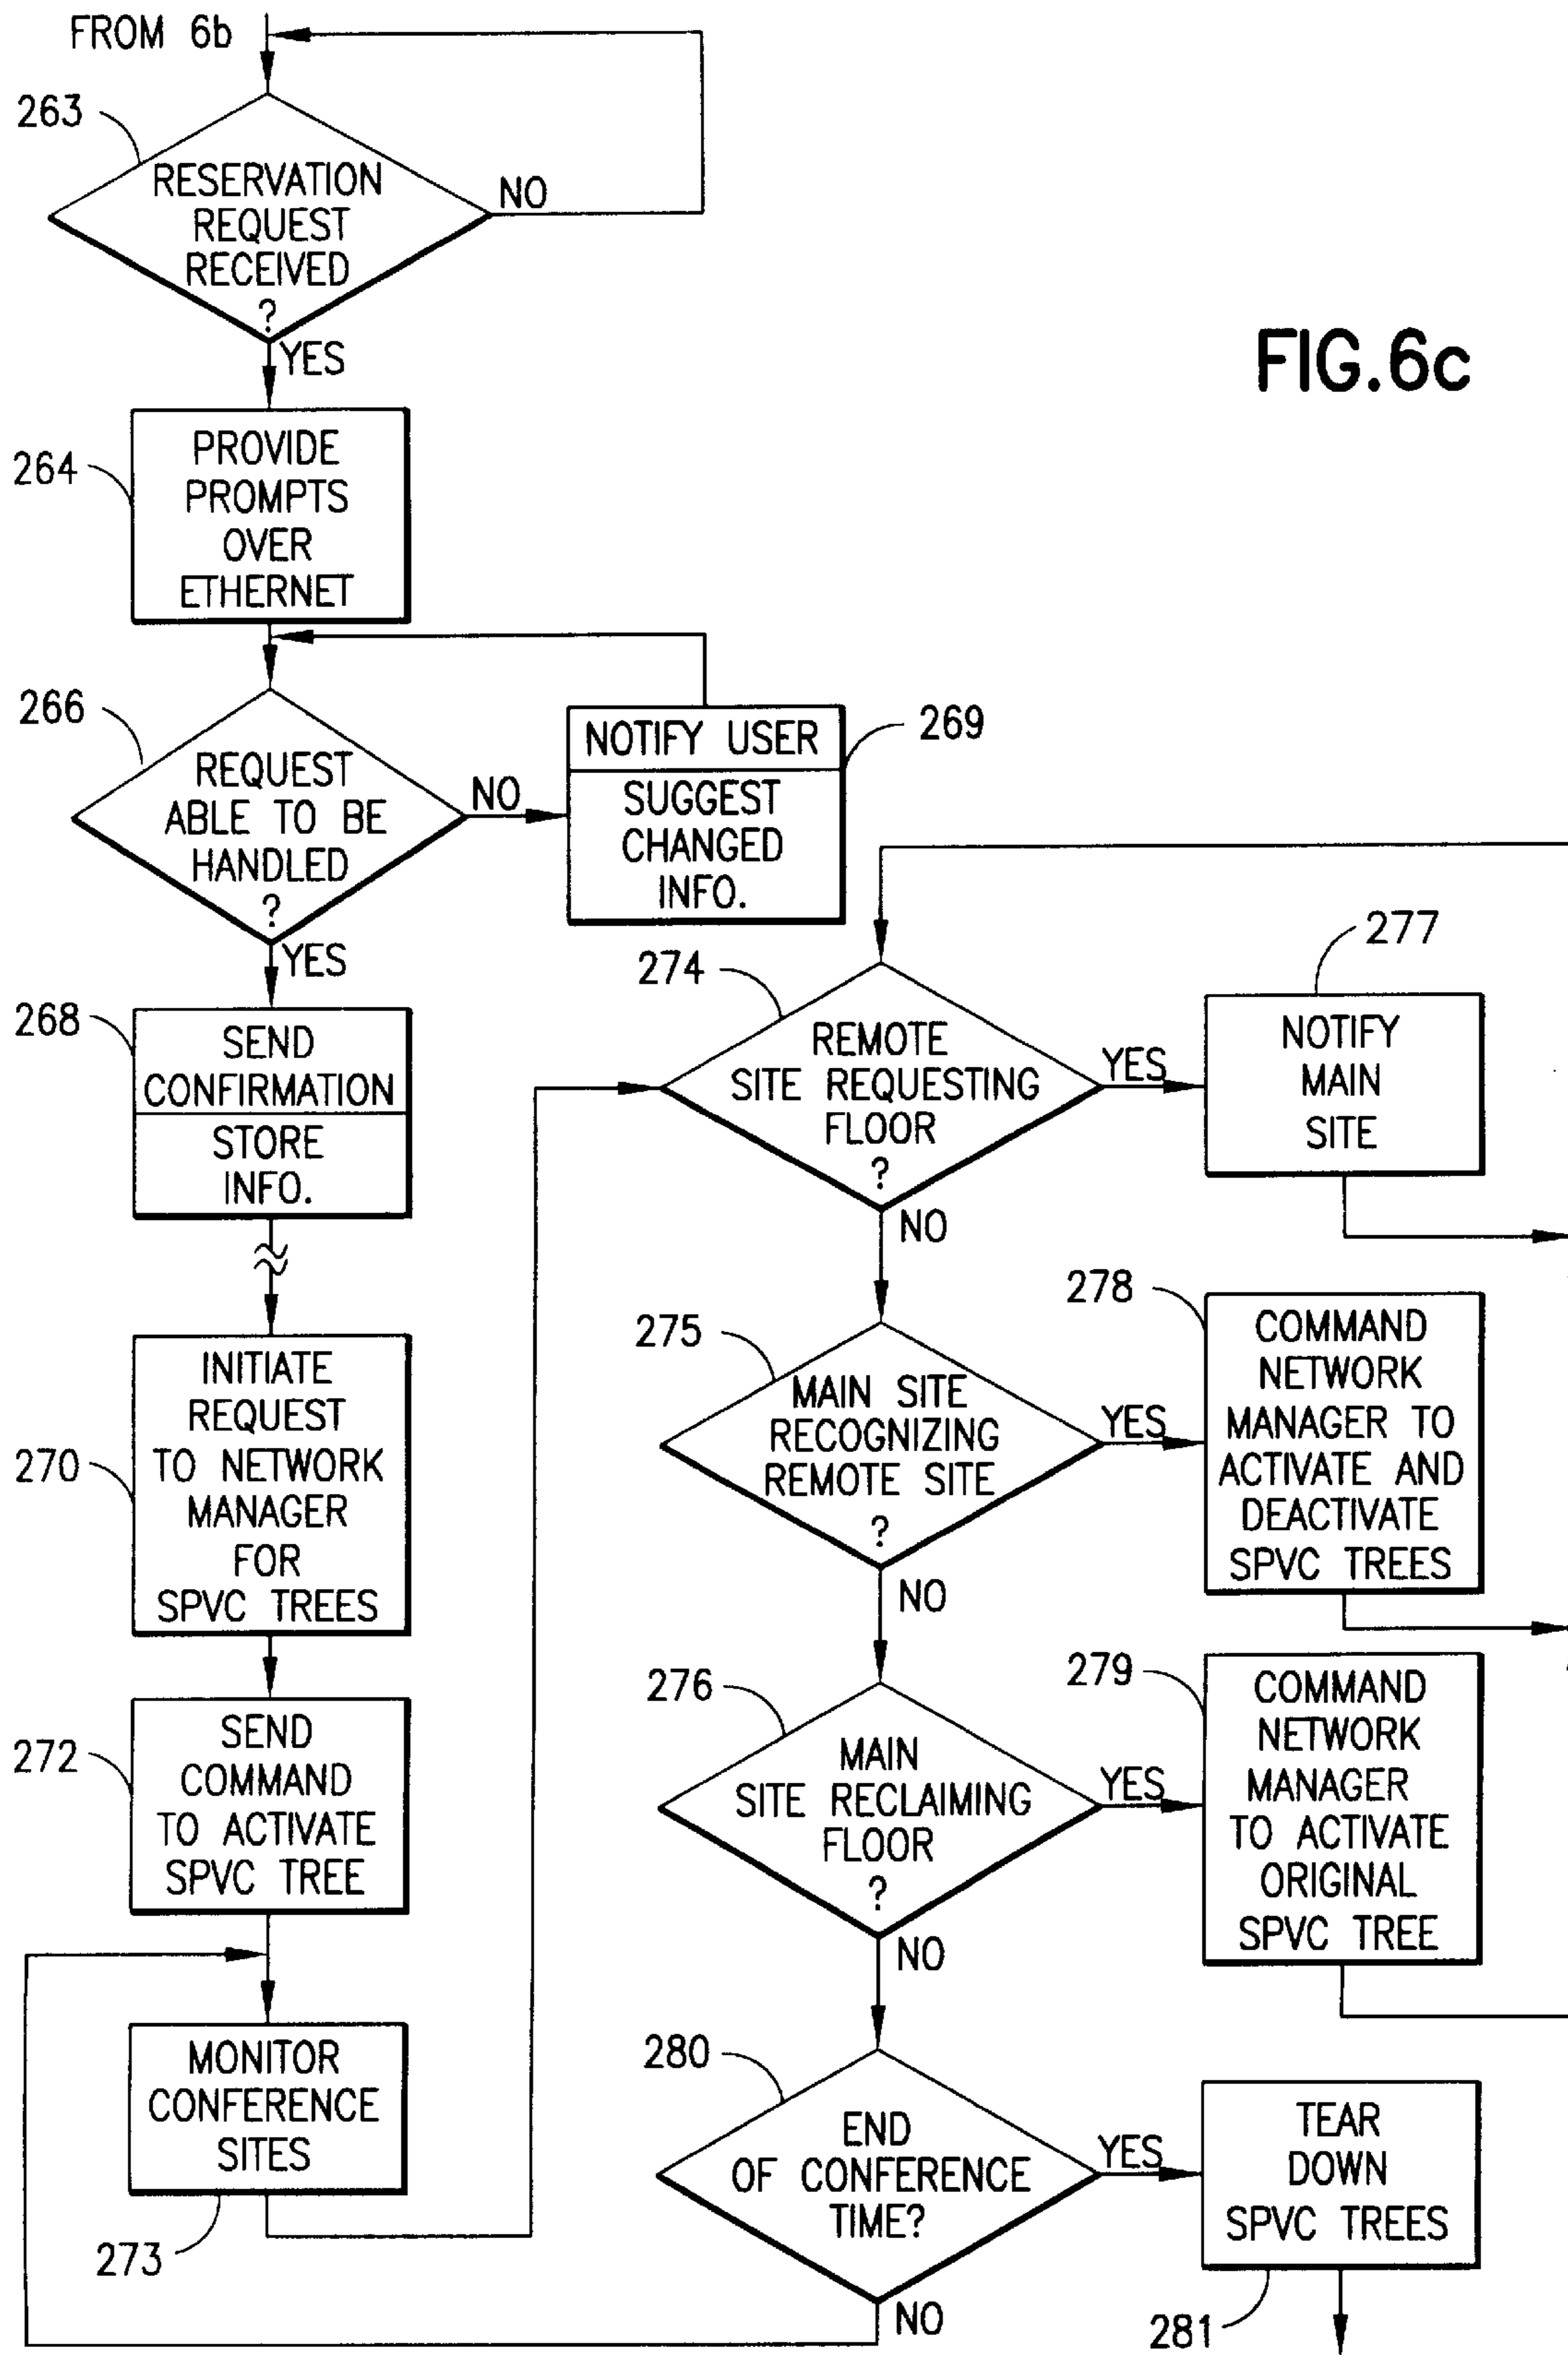 FROM 6b
263
RESERVATION
REQUEST
RECEIVED
?
NO
YES
FIG.6c
264
PROVIDE
PROMPTS
OVER
ETHERNET
266
REQUEST
ABLE TO BE
HANDLED
?
NO
YES
NOTIFY USER
SUGGEST
CHANGED
INFO.
269
268
SEND
CONFIRMATION
STORE
INFO.
270
INITIATE
REQUEST
TO NETWORK
MANAGER
FOR
SPVC TREES
272
SEND
COMMAND
TO ACTIVATE
SPVC TREE
MONITOR
CONFERENCE
SITES
273
274
REMOTE
SITE REQUESTING
FLOOR
?
YES
NO
277
NOTIFY
MAIN
SITE
275
MAIN SITE
RECOGNIZING
REMOTE SITE
?
YES
NO
278
COMMAND
NETWORK
MANAGER TO
ACTIVATE AND
DEACTIVATE
SPVC TREES
276
MAIN
SITE RECLAIMING
FLOOR
?
YES
NO
279
COMMAND
NETWORK
MANAGER
TO ACTIVATE
ORIGINAL
SPVC TREE
280
END
OF CONFERENCE
TIME?
YES
NO
TEAR
DOWN
SPVC TREES
281